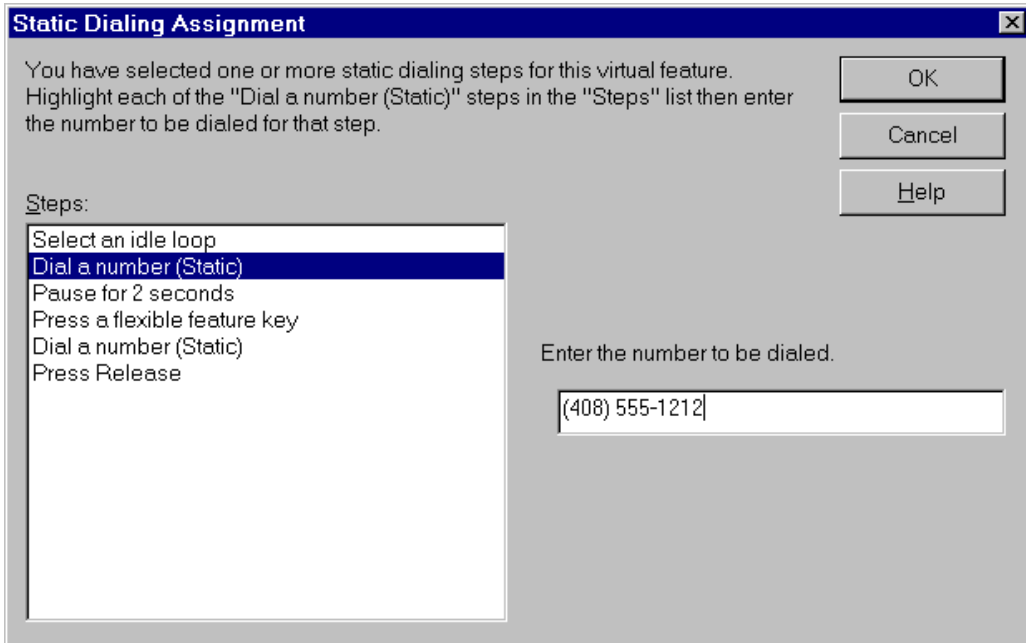 Static Dialing Assignment
You have selected one or more static dialing steps for this virtual feature.
Highlight each of the "Dial a number (Static)" steps in the "Steps" list then enter
the number to be dialed for that step.
OK
Cancel
Help
Steps:
Select an idle loop
Dial a number (Static)
Pause for 2 seconds
Press a flexible feature key
Dial a number (Static)
Press Release
Enter the number to be dialed.
(408) 555-1212